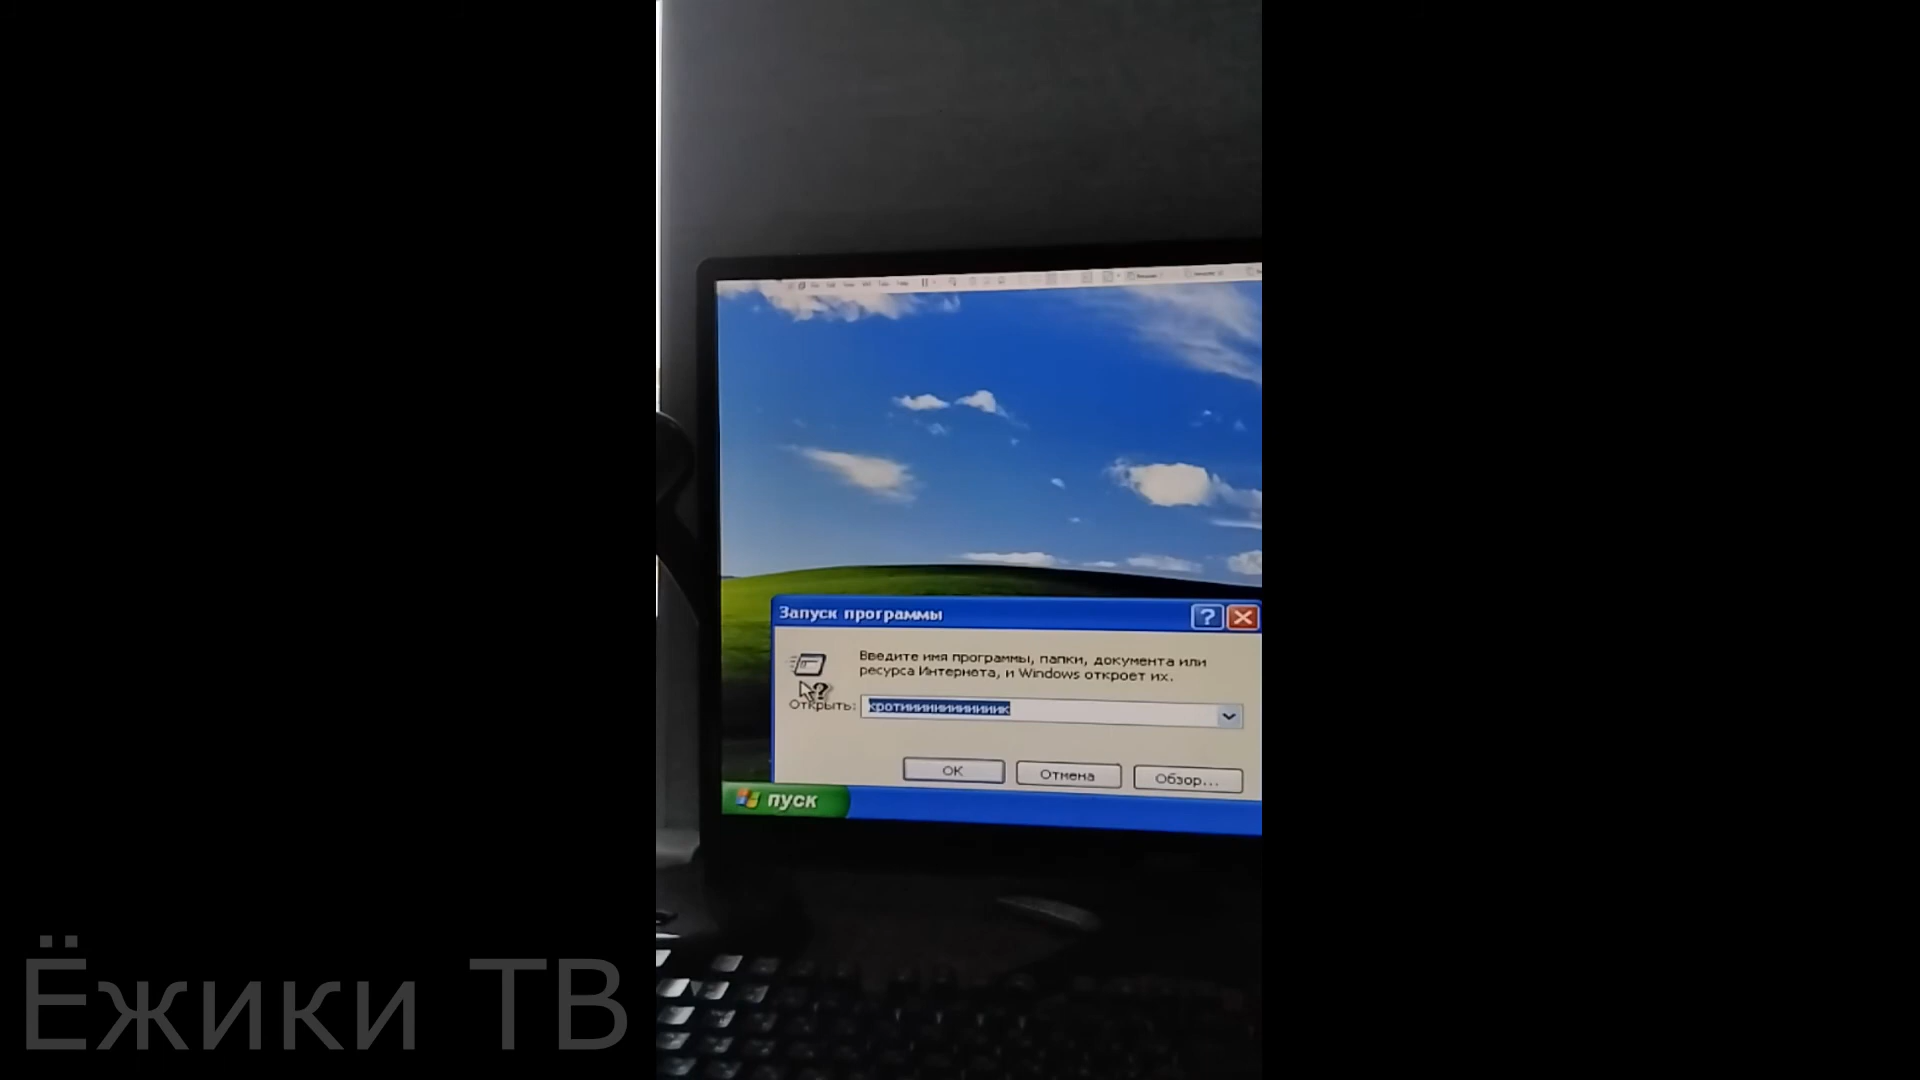 Запуск программы
Введите имя программы, папки, документа или
ресурса Интернета, и Windows откроет их.
Открыть:
OK
Отмена
Обзор...
пуск
Ёжики ТВ